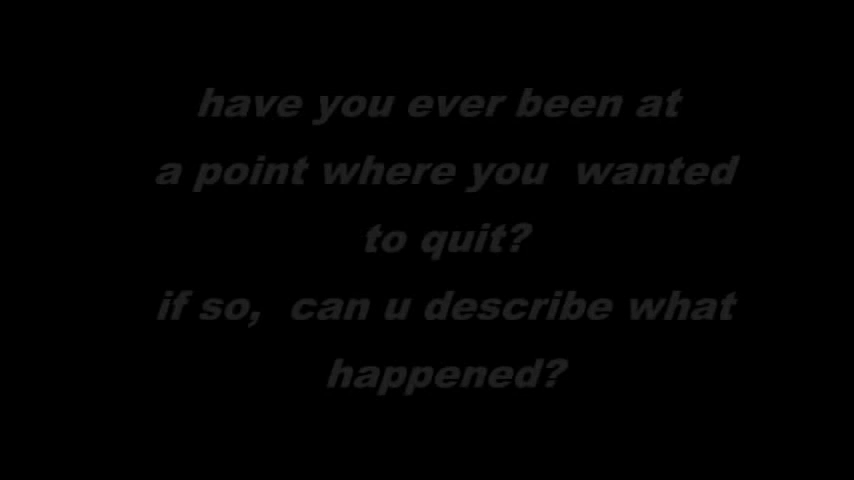 have you ever been at
a point where you wanted
to quit?
if so, can u describe what
happened?